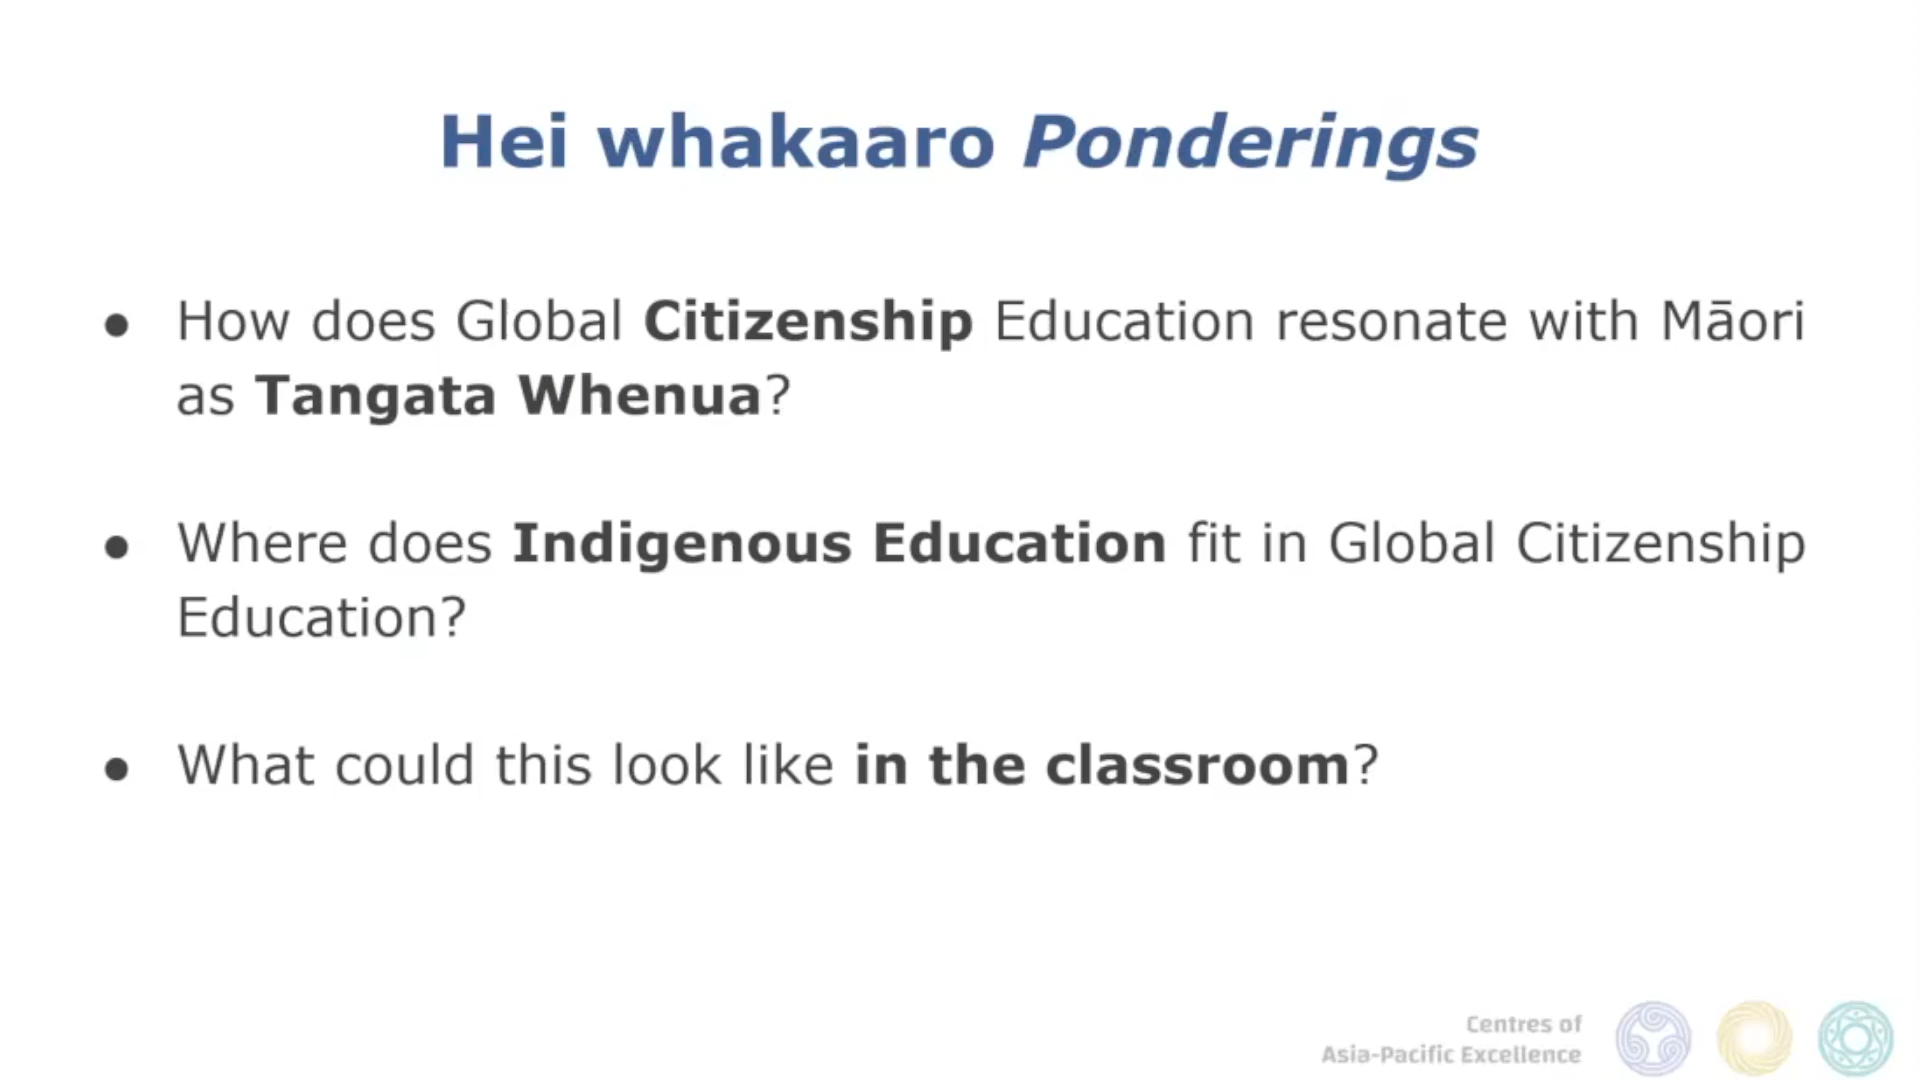 Hei whakaaro Ponderings
● How does Global Citizenship Education resonate with Māori
as Tangata Whenua?
● Where does Indigenous Education fit in Global Citizenship
Education?
● What could this look like in the classroom?
Centres of
Asia-Pacific Excellence